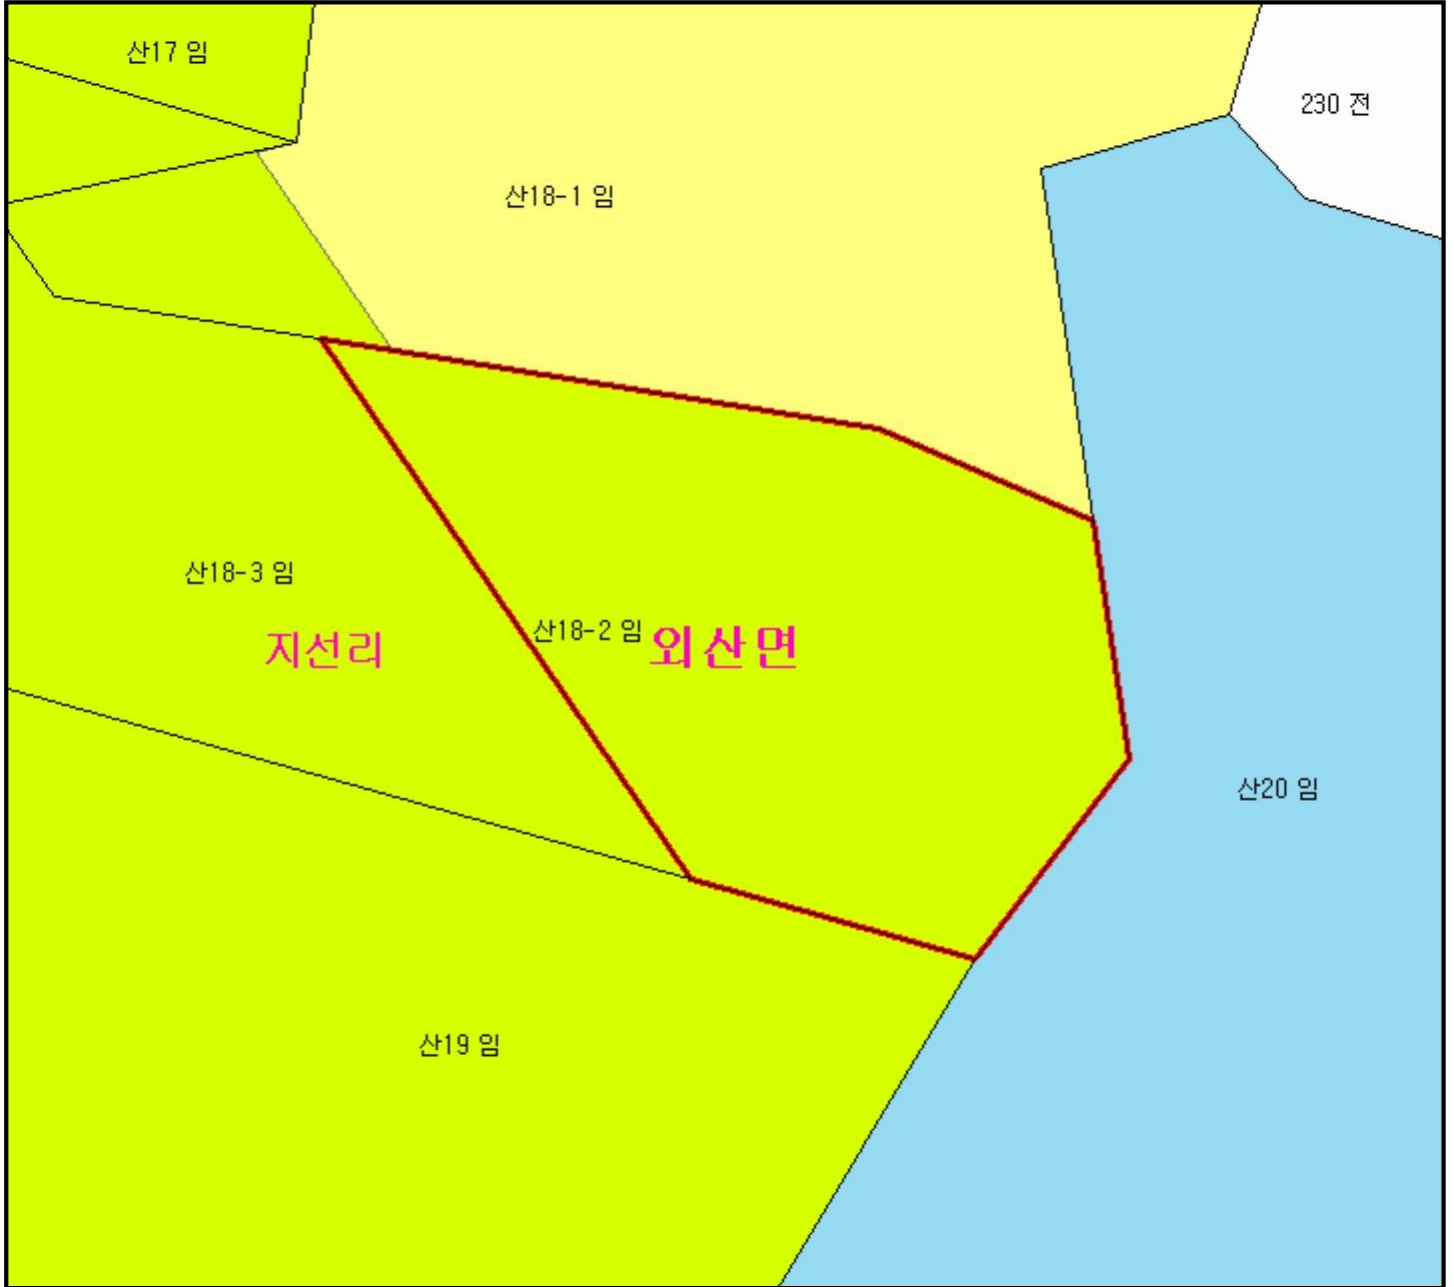 산17 임
230 전
산18-1 임
산18-3 임
산18-2 임
외산면
지선리
산20 임
산19 임